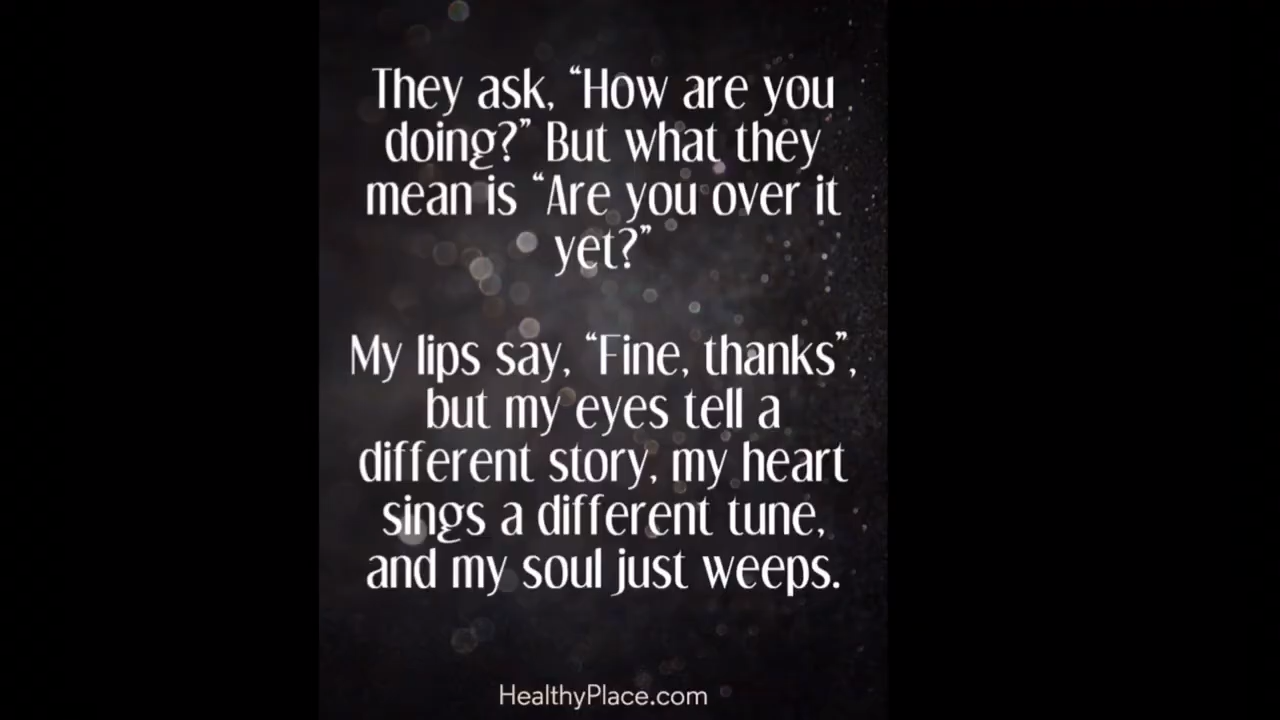 They ask, “How are you
doing?” But what they
mean is “Are you over it
yet?”
My lips say, “Fine, thanks”,
but my eyes tell a
different story, my heart
sings a different tune,
and my soul just weeps.
HealthyPlace.com